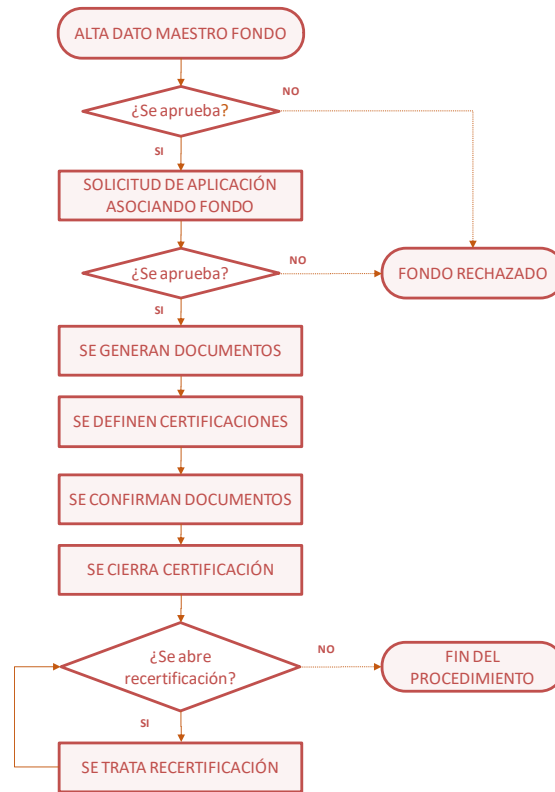 ALTA DATO MAESTRO FONDO
NO
¿Se aprueba?
SI
SOLICITUD DE APLICACIÓN
ASOCIANDO FONDO
NO
¿Se aprueba?
FONDO RECHAZADO
SI
SE GENERAN DOCUMENTOS
SE DEFINEN CERTIFICACIONES
SE CONFIRMAN DOCUMENTOS
SE CIERRA CERTIFICACIÓN
NO
¿Se abre
recertificación?
FIN DEL
PROCEDIMIENTO
SI
SE TRATA RECERTIFICACIÓN